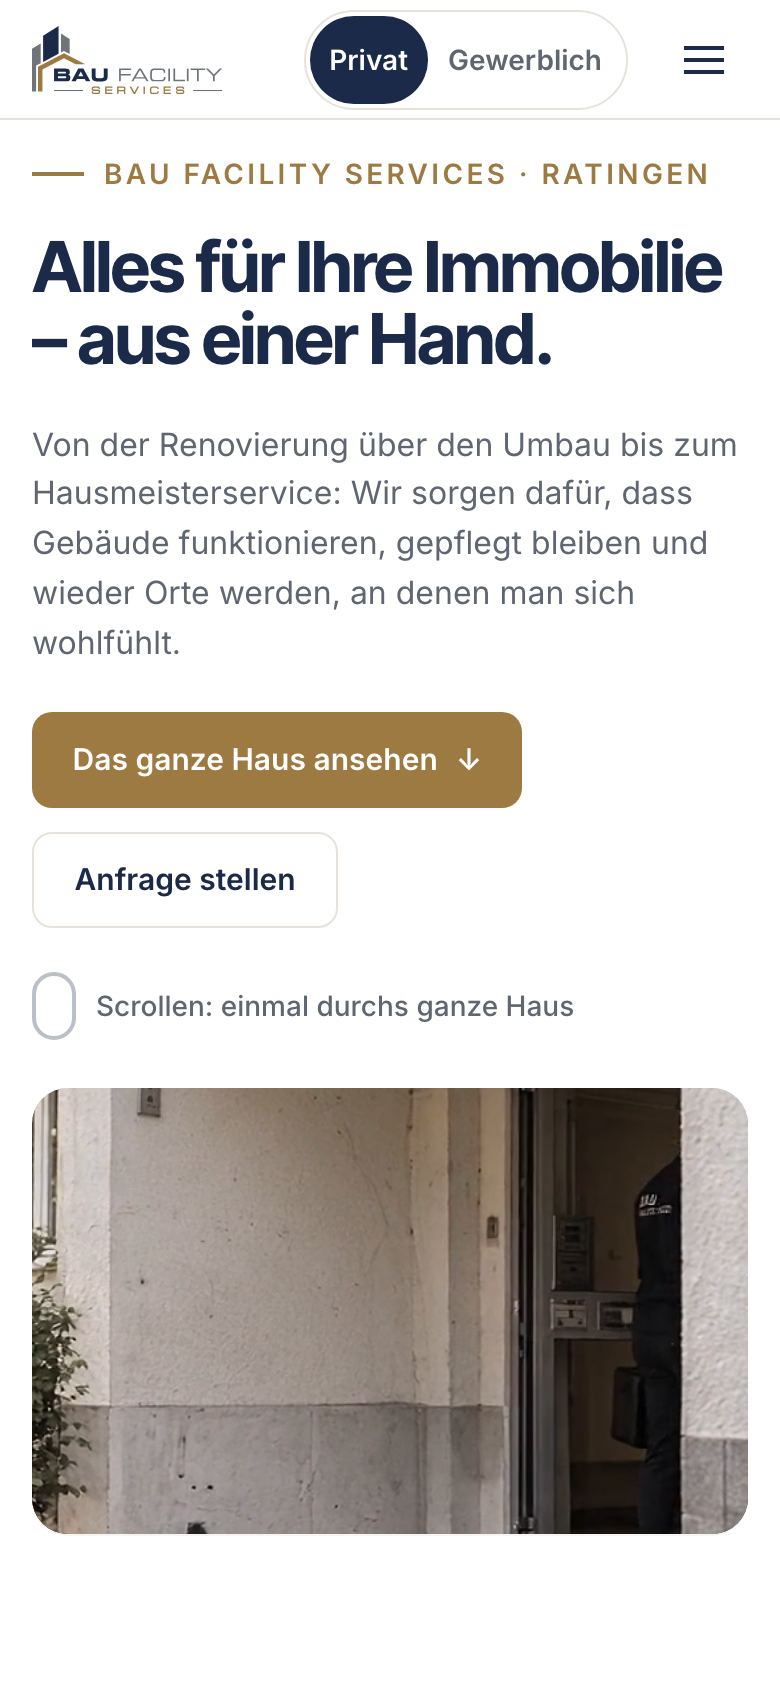 BAU FACILITY
SERVICES
Privat
Gewerblich
BAU FACILITY SERVICES · RATINGEN
Alles für Ihre Immobilie
– aus einer Hand.
Von der Renovierung über den Umbau bis zum
Hausmeisterservice: Wir sorgen dafür, dass
Gebäude funktionieren, gepflegt bleiben und
wieder Orte werden, an denen man sich
wohlfühlt.
Das ganze Haus ansehen ↓
Anfrage stellen
Scrollen: einmal durchs ganze Haus